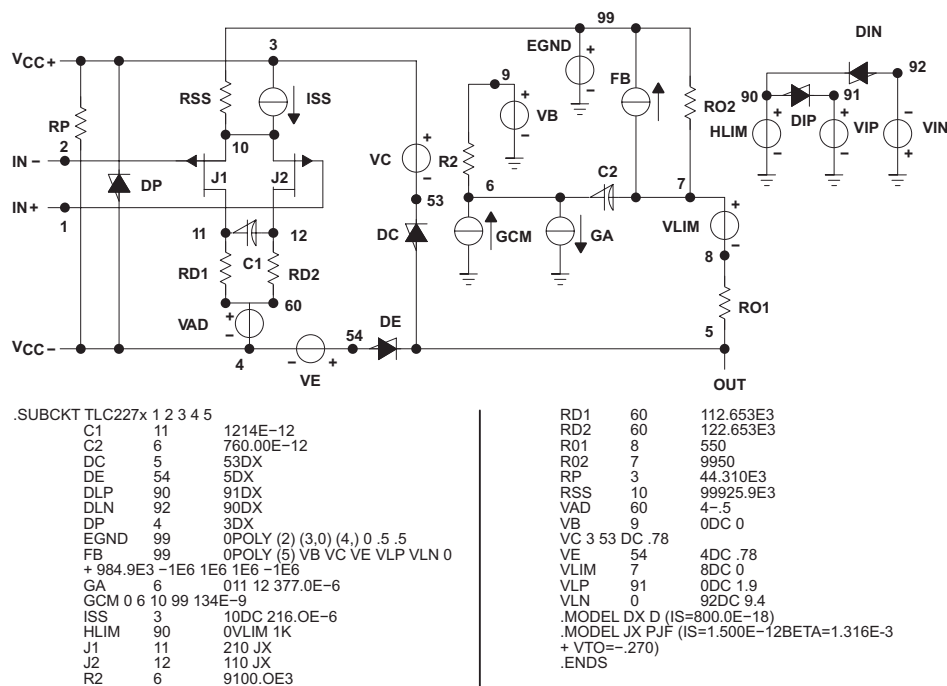 99
DIN
3
VCC+
EGND
+
FB
92
9
+
90
91
RSS
ISS
RO2
+
DIP
+
−
RP
VB
HLIM
VIP
VIN
10
−
−
−
+
2
VC
+
R2
IN −
J1
J2
−
C2
DP
6
7
IN+
53
+
1
11
12
DC
GCM
GA
VLIM
−
C1
8
RD1
RD2
60
RO1
+
VAD
−
DE
54
5
VCC−
4
−
+
VE
OUT
.SUBCKT TLC227x 1 2 3 4 5
C1 11 1214E−12
C2 6 760.00E−12
DC 5 53DX
DE 54 5DX
DLP 90 91DX
DLN 92 90DX
DP 4 3DX
EGND 99 0POLY (2) (3,0) (4,) 0 .5 .5
FB 99 0POLY (5) VB VC VE VLP VLN 0
+ 984.9E3 −1E6 1E6 1E6 −1E6
GA 6 011 12 377.0E−6
GCM 0 6 10 99 134E−9
ISS 3 10DC 216.OE−6
HLIM 90 0VLIM 1K
J1 11 210 JX
J2 12 110 JX
R2 6 9100.OE3
RD1 60 112.653E3
RD2 60 122.653E3
R01 8 550
R02 7 9950
RP 3 44.310E3
RSS 10 99925.9E3
VAD 60 4−.5
VB 9 0DC 0
VC 3 53 DC .78
VE 54 4DC .78
VLIM 7 8DC 0
VLP 91 0DC 1.9
VLN 0 92DC 9.4
.MODEL DX D (IS=800.0E−18)
.MODEL JX PJF (IS=1.500E−12BETA=1.316E-3
+ VTO=−.270)
.ENDS